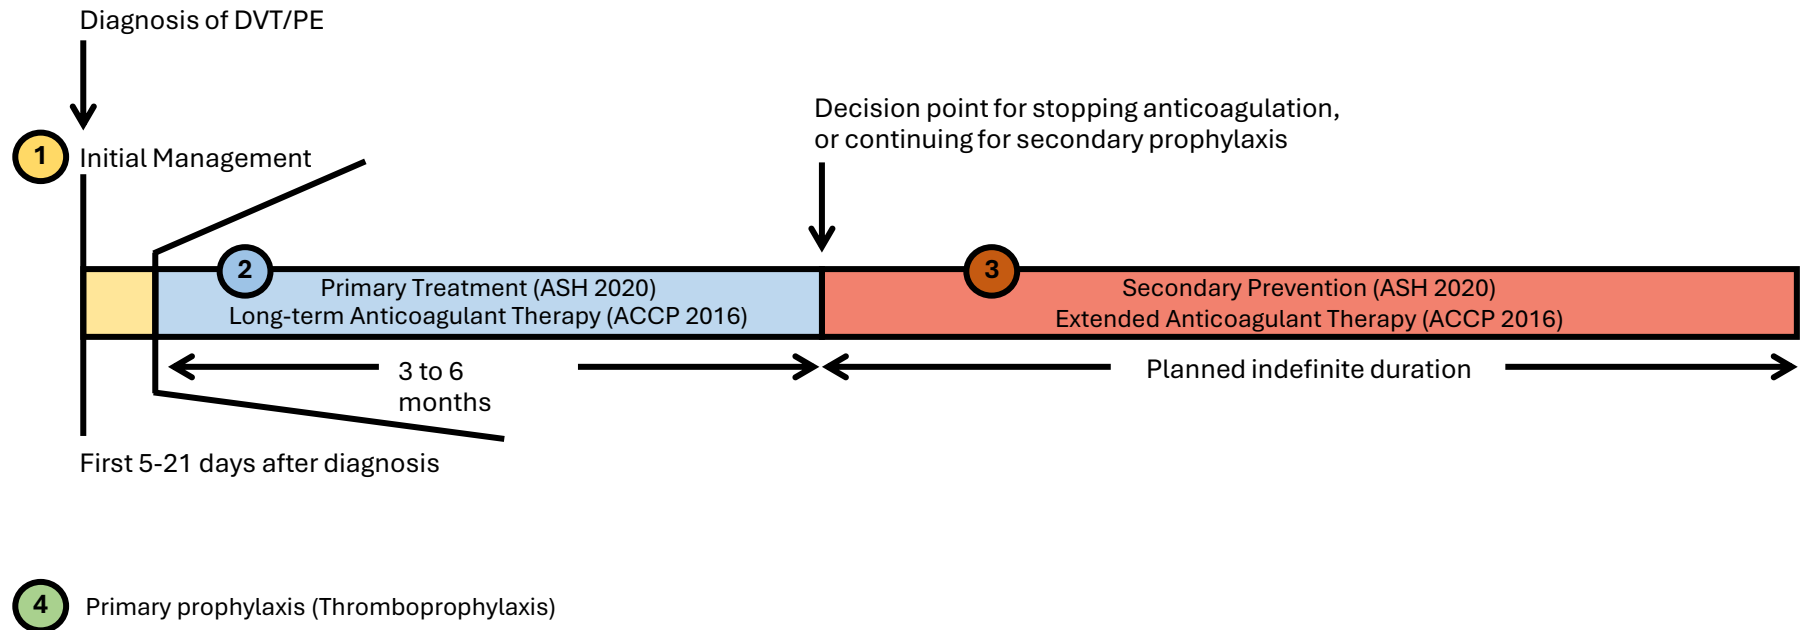 Diagnosis of DVT/PE
Decision point for stopping anticoagulation,
or continuing for secondary prophylaxis
1 Initial Management
2
3
Primary Treatment (ASH 2020)
Long-term Anticoagulant Therapy (ACCP 2016)
Secondary Prevention (ASH 2020)
Extended Anticoagulant Therapy (ACCP 2016)
3 to 6
months
Planned indefinite duration
First 5-21 days after diagnosis
4 Primary prophylaxis (Thromboprophylaxis)